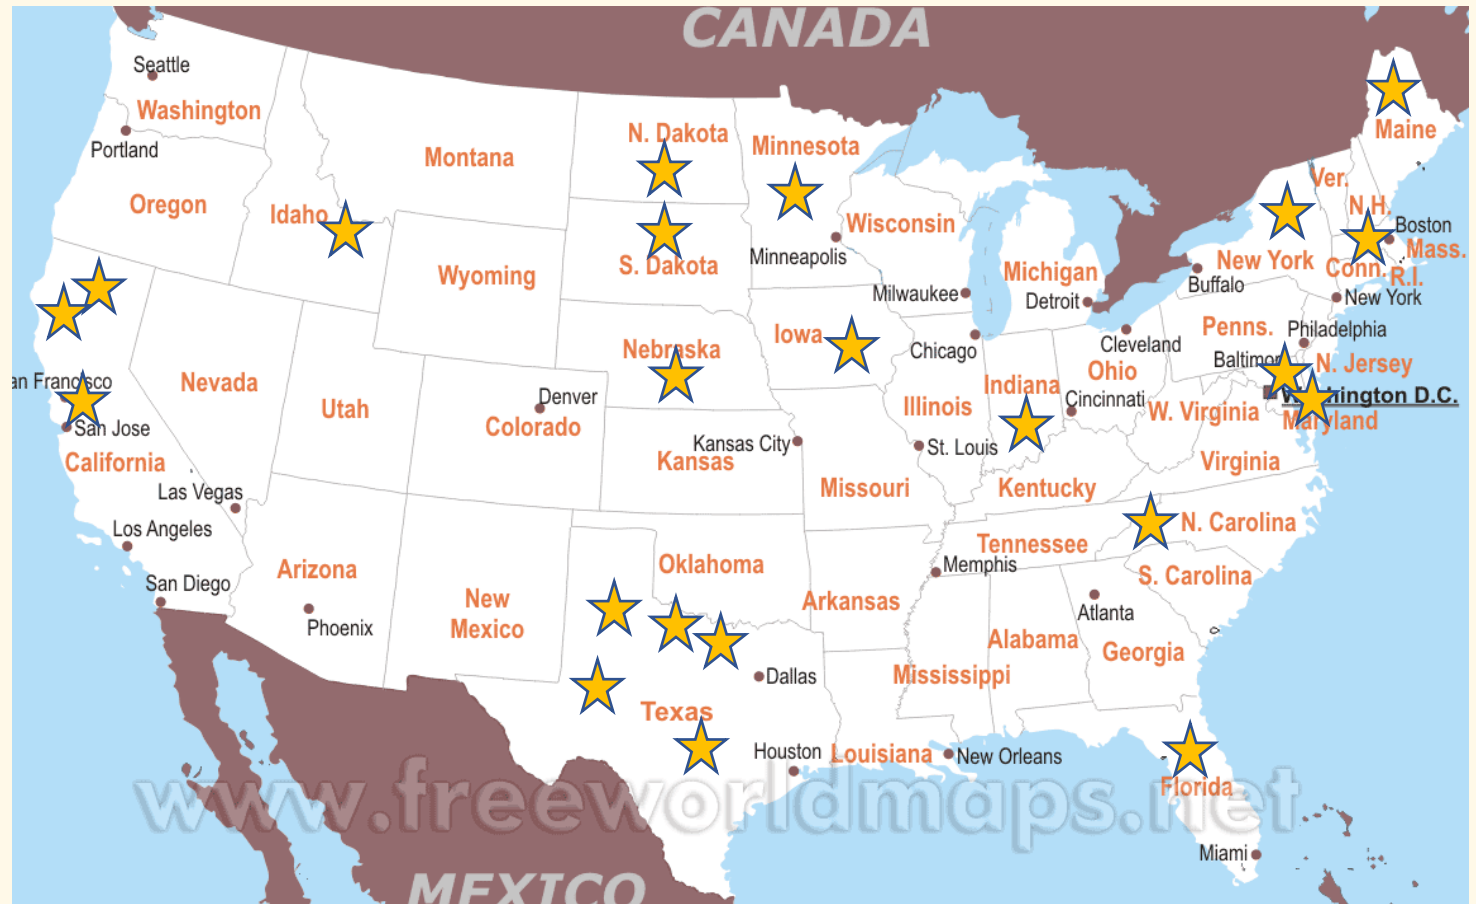 CANADA
Seattle
Washington
Portland
Oregon
Idaho
Montana
N. Dakota
Minnesota
S. Dakota
Wyoming
Minneapolis
Wisconsin
Milwaukee
Michigan
Detroit
Maine
Ver.
N.H.
Boston
Mass.
Conn.
R.I.
New York
Buffalo
New York
Penns.
Philadelphia
Cleveland
Chicago
Iowa
Nebraska
Nevada
Utah
Denver
Colorado
an Francisco
San Jose
California
Las Vegas
Los Angeles
San Diego
Arizona
Phoenix
New
Mexico
Kansas City
Kansas
St. Louis
Missouri
Illinois
Indiana
Ohio
Cincinnati
W. Virginia
Baltimor
N. Jersey
hington D.C.
Maryland
Virginia
Kentucky
N. Carolina
Tennessee
Memphis
S. Carolina
Oklahoma
Arkansas
Atlanta
Alabama
Georgia
Mississippi
Dallas
Texas
Houston
Louisiana
New Orleans
Florida
Miami
www.freeworldmaps.net
MEXICO